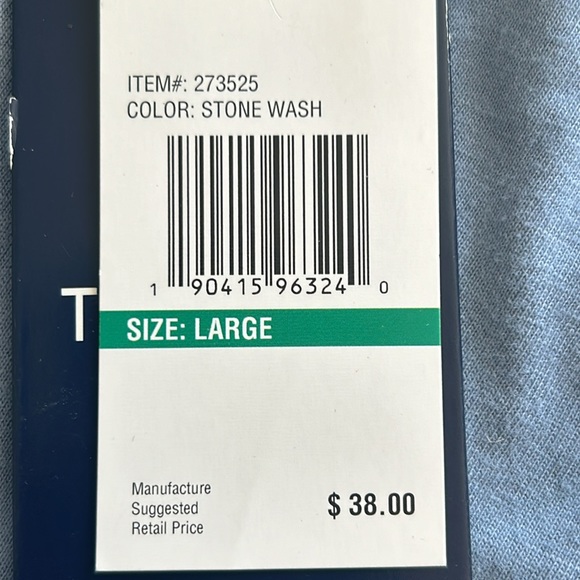 ITEM#: 273525
COLOR: STONE WASH
1 90415 96324 0
T
SIZE: LARGE
Manufacture
Suggested
Retail Price
$ 38.00